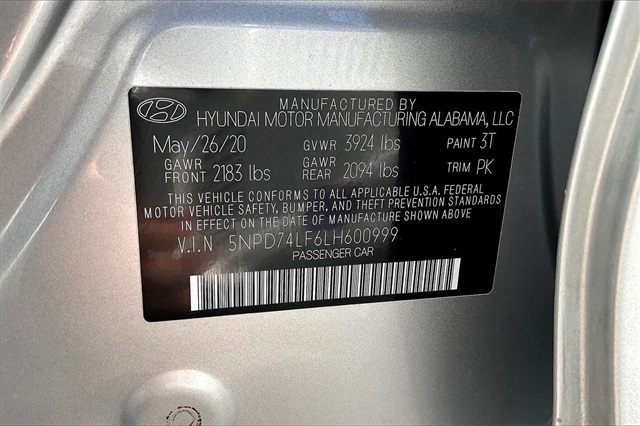 MANUFACTURED BY
HYUNDAI MOTOR MANUFACTURING ALABAMA, LLC
May/26/20 GVWR 3924 lbs PAINT 3T
GAWR FRONT 2183 lbs GAWR REAR 2094 lbs TRIM PK
THIS VEHICLE CONFORMS TO ALL APPLICABLE U.S.A. FEDERAL
MOTOR VEHICLE SAFETY, BUMPER, AND THEFT PREVENTION STANDARDS
IN EFFECT ON THE DATE OF MANUFACTURE SHOWN ABOVE
V.I.N 5NPD74LF6LH600999
PASSENGER CAR